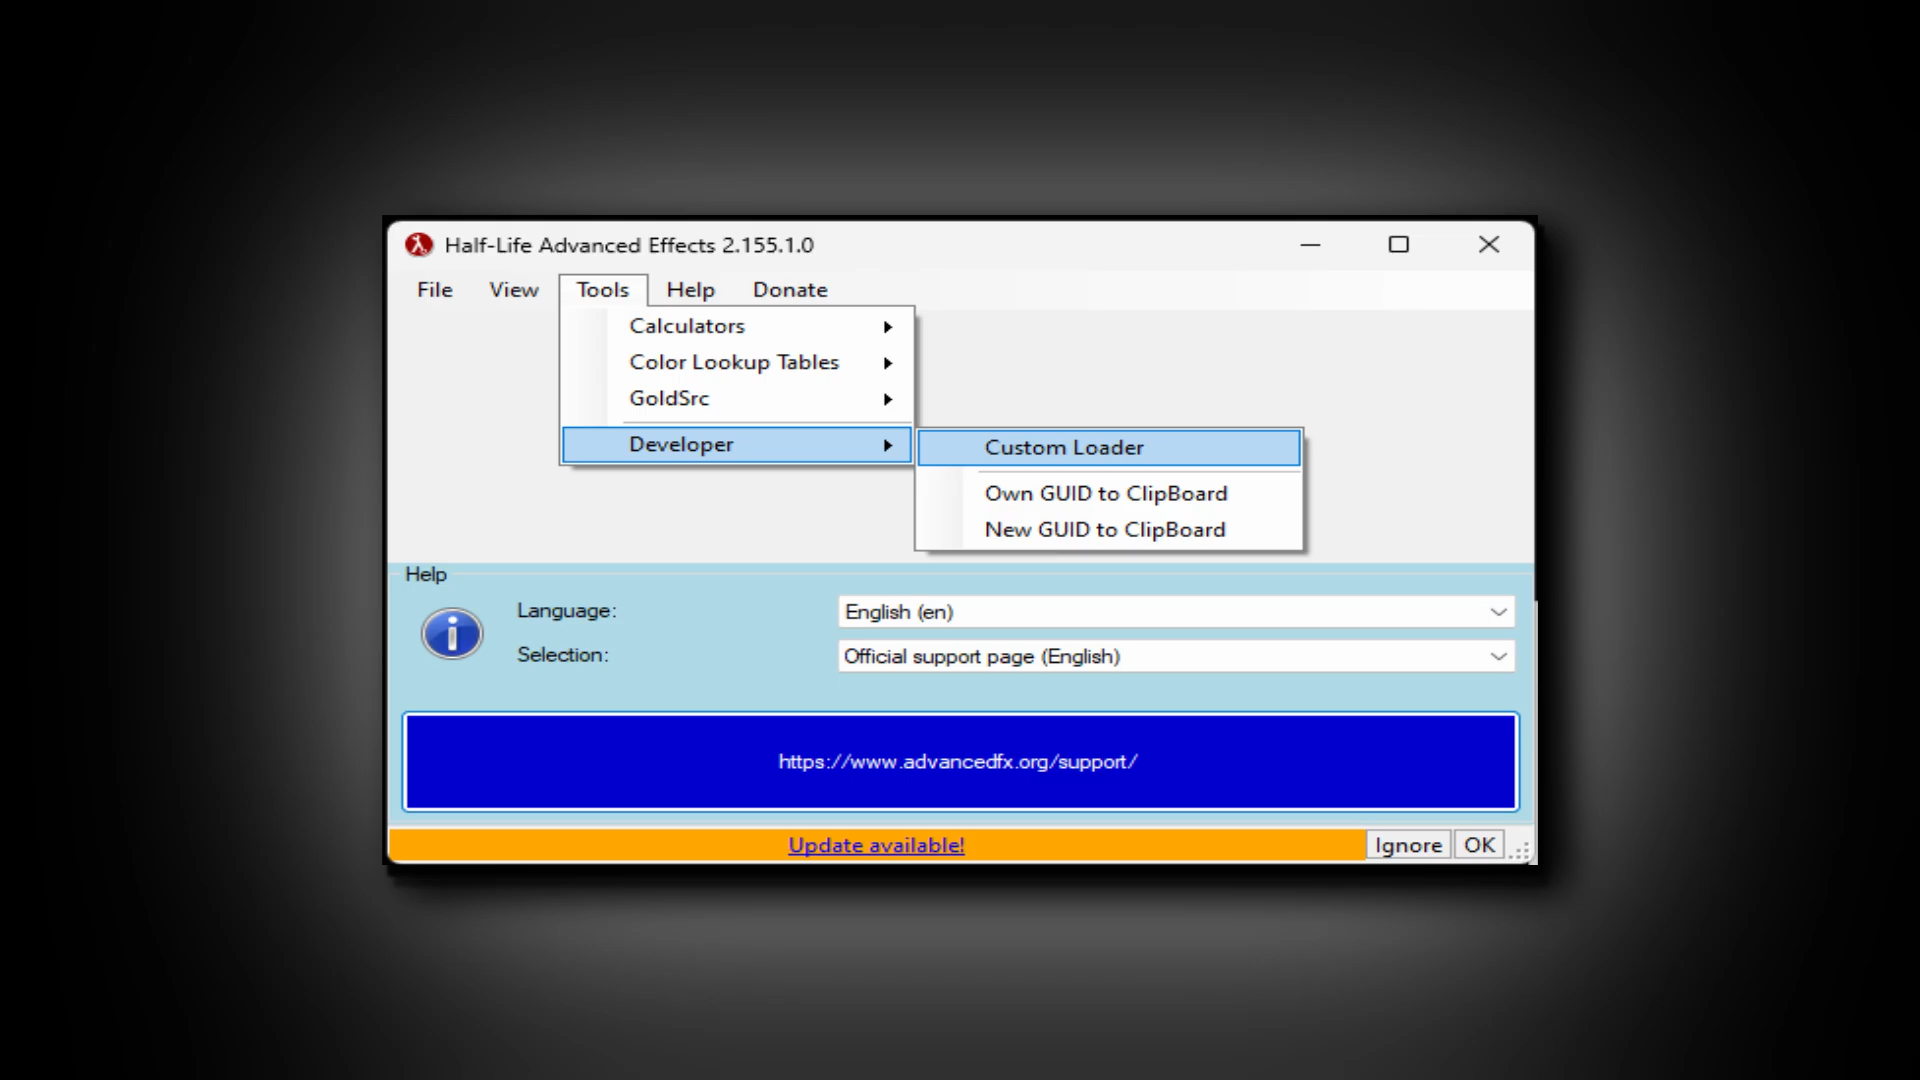 Half-Life Advanced Effects 2.155.1.0
File View Tools Help Donate
Calculators
Color Lookup Tables
GoldSrc
Developer
Custom Loader
Own GUID to ClipBoard
New GUID to ClipBoard
Help
Language: English (en)
Selection: Official support page (English)
https://www.advancedfx.org/support/
Update available! Ignore OK